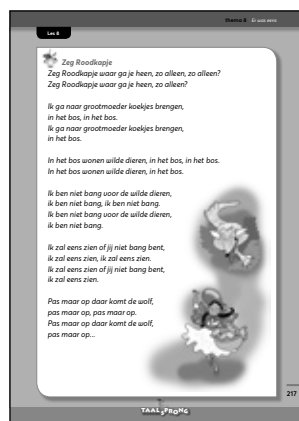 thema 8 Er was eens
Les 8
Zeg Roodkapje
Zeg Roodkapje waar ga je heen, zo alleen, zo alleen?
Zeg Roodkapje waar ga je heen, zo alleen, zo alleen?
Ik ga naar grootmoeder koekjes brengen,
in het bos, in het bos.
Ik ga naar grootmoeder koekjes brengen,
in het bos.
In het bos wonen wilde dieren, in het bos, in het bos.
In het bos wonen wilde dieren, in het bos.
Ik ben niet bang voor de wilde dieren,
ik ben niet bang, ik ben niet bang.
Ik ben niet bang voor de wilde dieren,
ik ben niet bang.
Ik zal eens zien of jij niet bang bent,
ik zal eens zien, ik zal eens zien.
Ik zal eens zien of jij niet bang bent,
ik zal eens zien.
Pas maar op daar komt de wolf,
pas maar op, pas maar op.
Pas maar op daar komt de wolf,
pas maar op...
217
TAALSPRONG